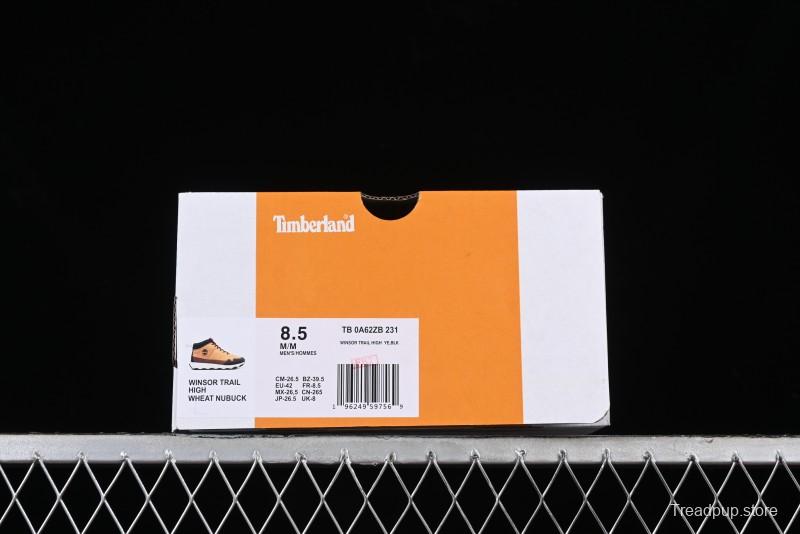 Timberland®
8.5
M/M
MEN'S/HOMMES
TB 0A62ZB 231
WINSOR TRAIL HIGH YE,BLK
WINSOR TRAIL
HIGH
WHEAT NUBUCK
CM-26.5 BZ-39.5
EU-42 FR-8.5
MX-26,5 CN-265
JP-26.5 UK-8
1 96249 59756 9
Treadpup.store